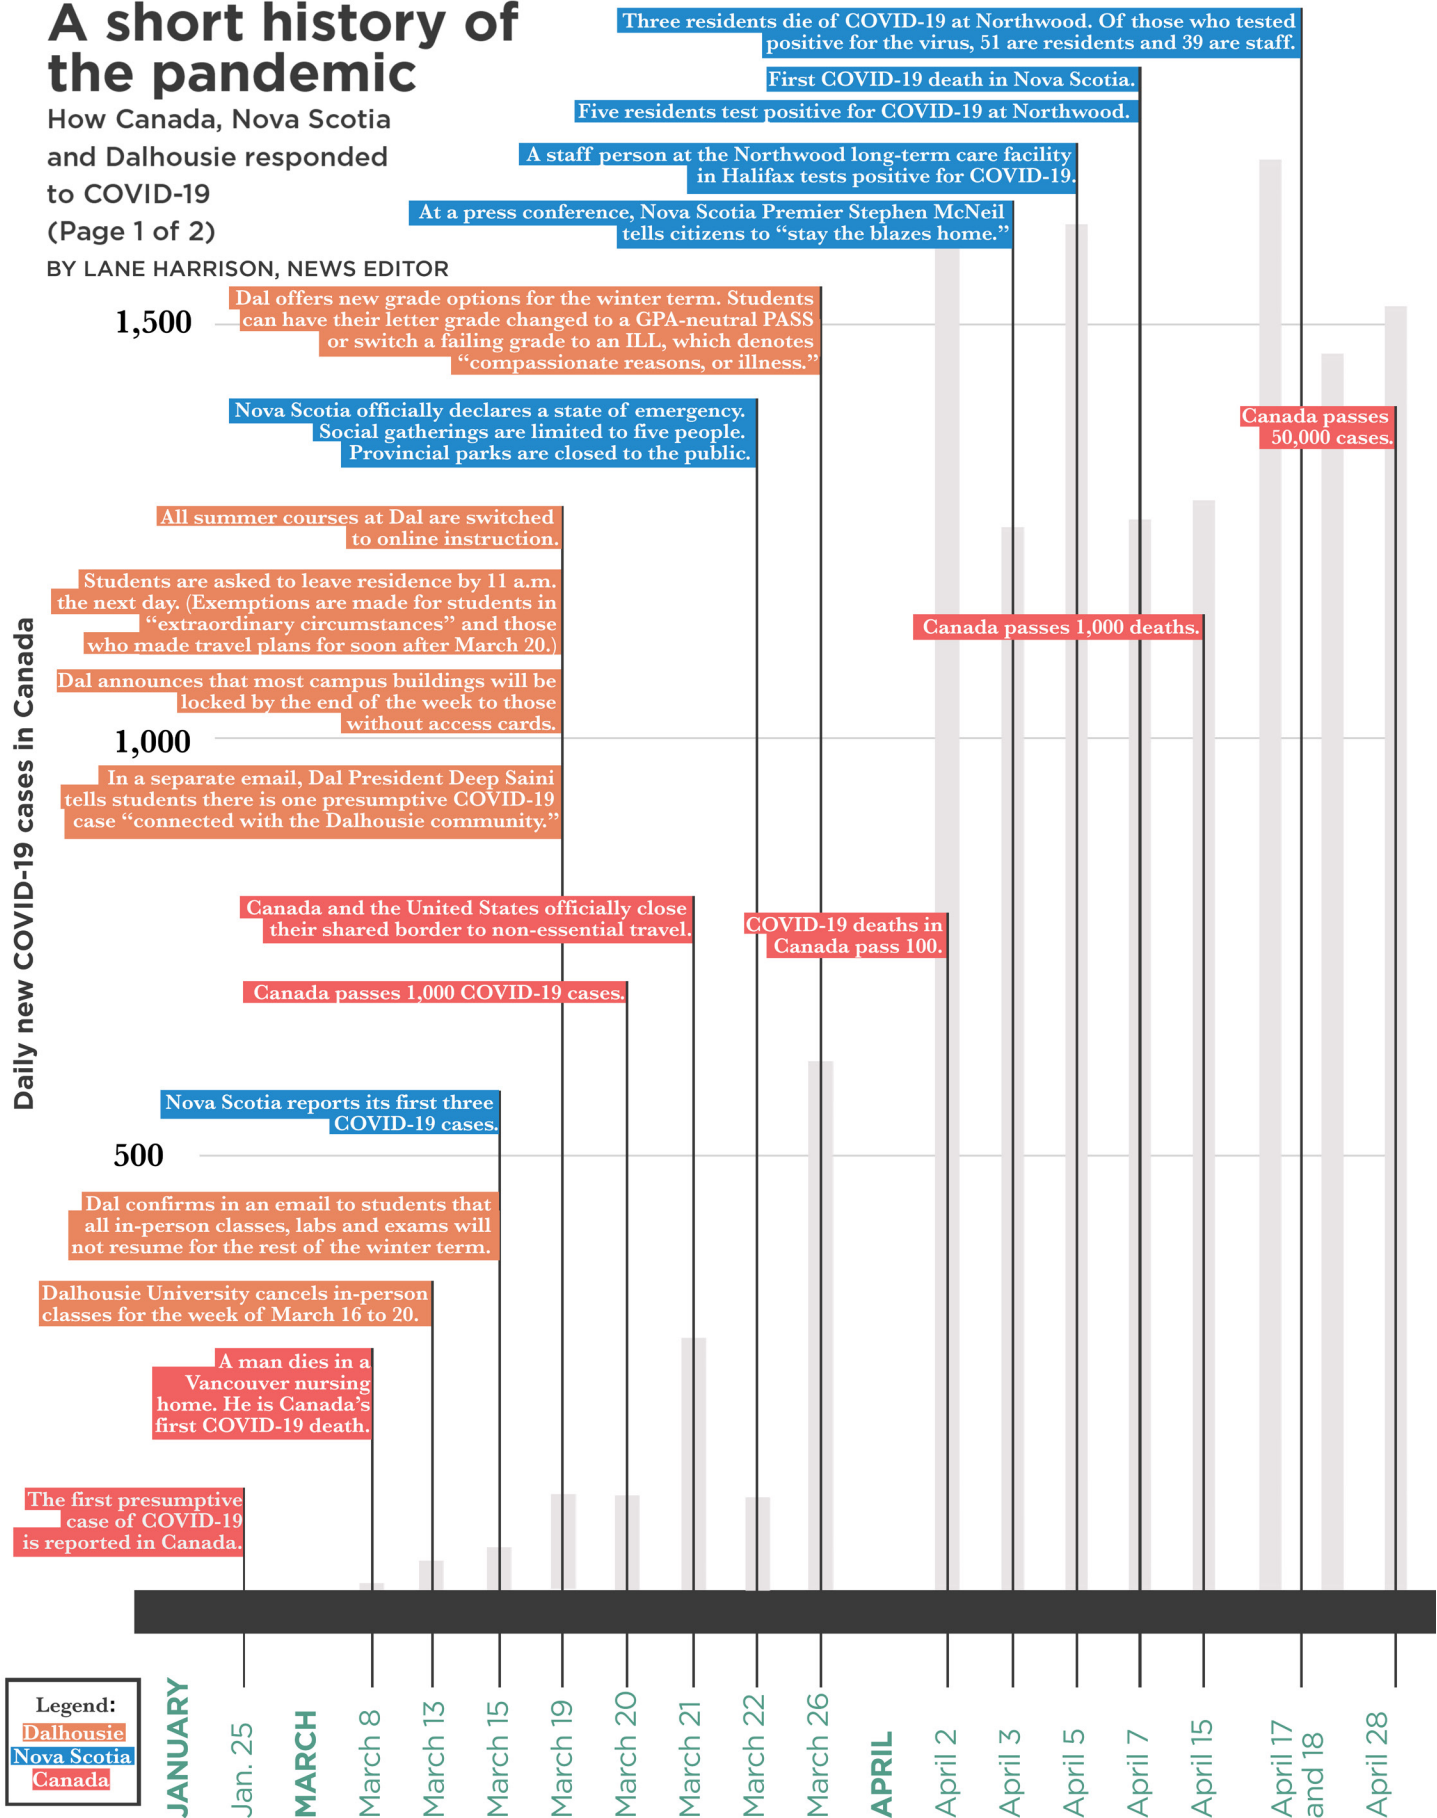 A short history of
the pandemic
How Canada, Nova Scotia
and Dalhousie responded
to COVID-19
(Page 1 of 2)
BY LANE HARRISON, NEWS EDITOR
Three residents die of COVID-19 at Northwood. Of those who tested
positive for the virus, 51 are residents and 39 are staff.
First COVID-19 death in Nova Scotia.
Five residents test positive for COVID-19 at Northwood.
A staff person at the Northwood long-term care facility
in Halifax tests positive for COVID-19.
At a press conference, Nova Scotia Premier Stephen McNeil
tells citizens to “stay the blazes home.”
Dal offers new grade options for the winter term. Students
can have their letter grade changed to a GPA-neutral PASS
or switch a failing grade to an ILL, which denotes
“compassionate reasons, or illness.”
Nova Scotia officially declares a state of emergency.
Social gatherings are limited to five people.
Provincial parks are closed to the public.
Canada passes
50,000 cases.
All summer courses at Dal are switched
to online instruction.
Students are asked to leave residence by 11 a.m.
the next day. (Exemptions are made for students in
“extraordinary circumstances” and those
who made travel plans for soon after March 20.)
Canada passes 1,000 deaths.
Dal announces that most campus buildings will be
locked by the end of the week to those
without access cards.
In a separate email, Dal President Deep Saini
tells students there is one presumptive COVID-19
case “connected with the Dalhousie community.”
Canada and the United States officially close
their shared border to non-essential travel.
COVID-19 deaths in
Canada pass 100.
Canada passes 1,000 COVID-19 cases.
Nova Scotia reports its first three
COVID-19 cases.
Dal confirms in an email to students that
all in-person classes, labs and exams will
not resume for the rest of the winter term.
Dalhousie University cancels in-person
classes for the week of March 16 to 20.
A man dies in a
Vancouver nursing
home. He is Canada’s
first COVID-19 death.
The first presumptive
case of COVID-19
is reported in Canada.
Daily new COVID-19 cases in Canada
1,500
1,000
500
Legend:
Dalhousie
Nova Scotia
Canada
JANUARY
Jan. 25
MARCH
March 8
March 13
March 15
March 19
March 20
March 21
March 22
March 26
APRIL
April 2
April 3
April 5
April 7
April 15
April 17
and 18
April 28